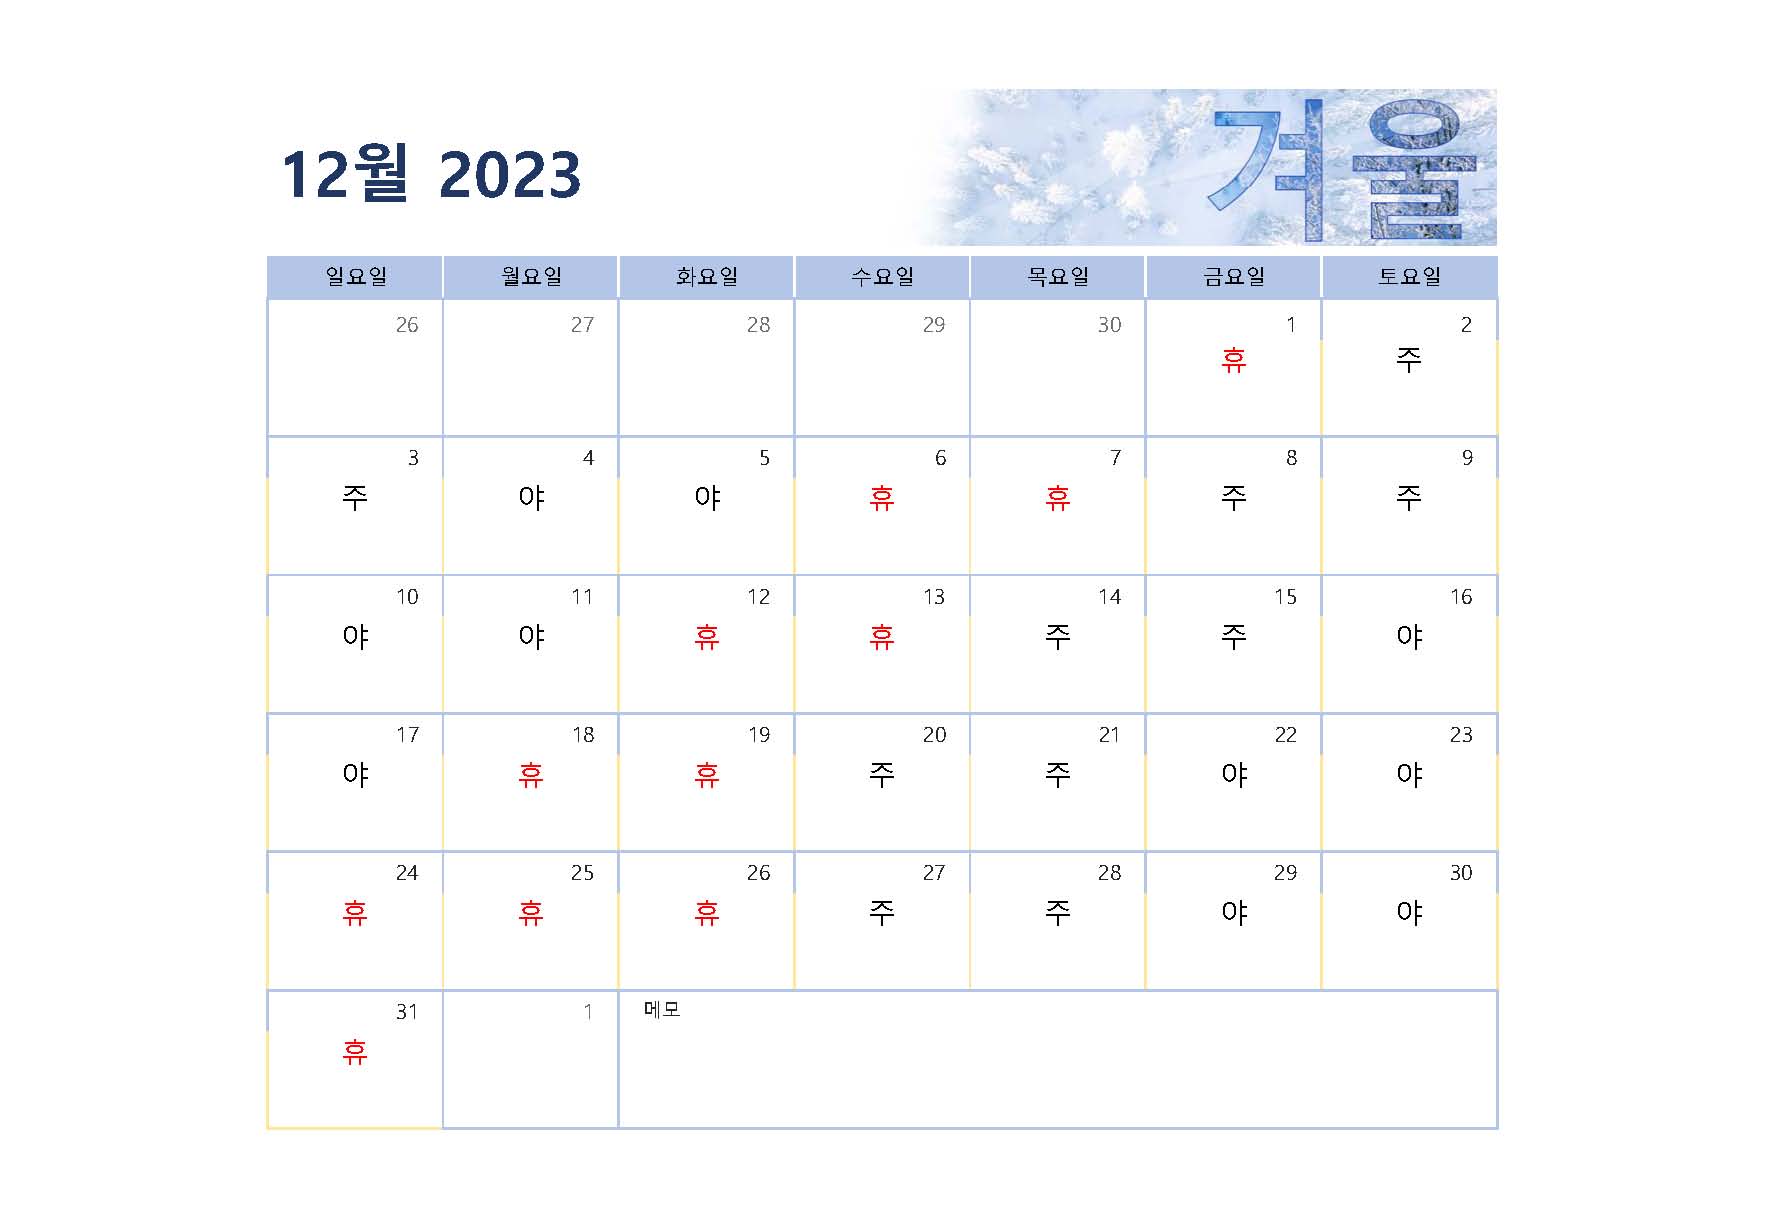 12월 2023
겨울
일요일 월요일 화요일 수요일 목요일 금요일 토요일
26 27 28 29 30 1 2
휴 주
3 4 5 6 7 8 9
주 야 야 휴 휴 주 주
10 11 12 13 14 15 16
야 야 휴 휴 주 주 야
17 18 19 20 21 22 23
야 휴 휴 주 주 야 야
24 25 26 27 28 29 30
휴 휴 휴 주 주 야 야
31 1 메모
휴